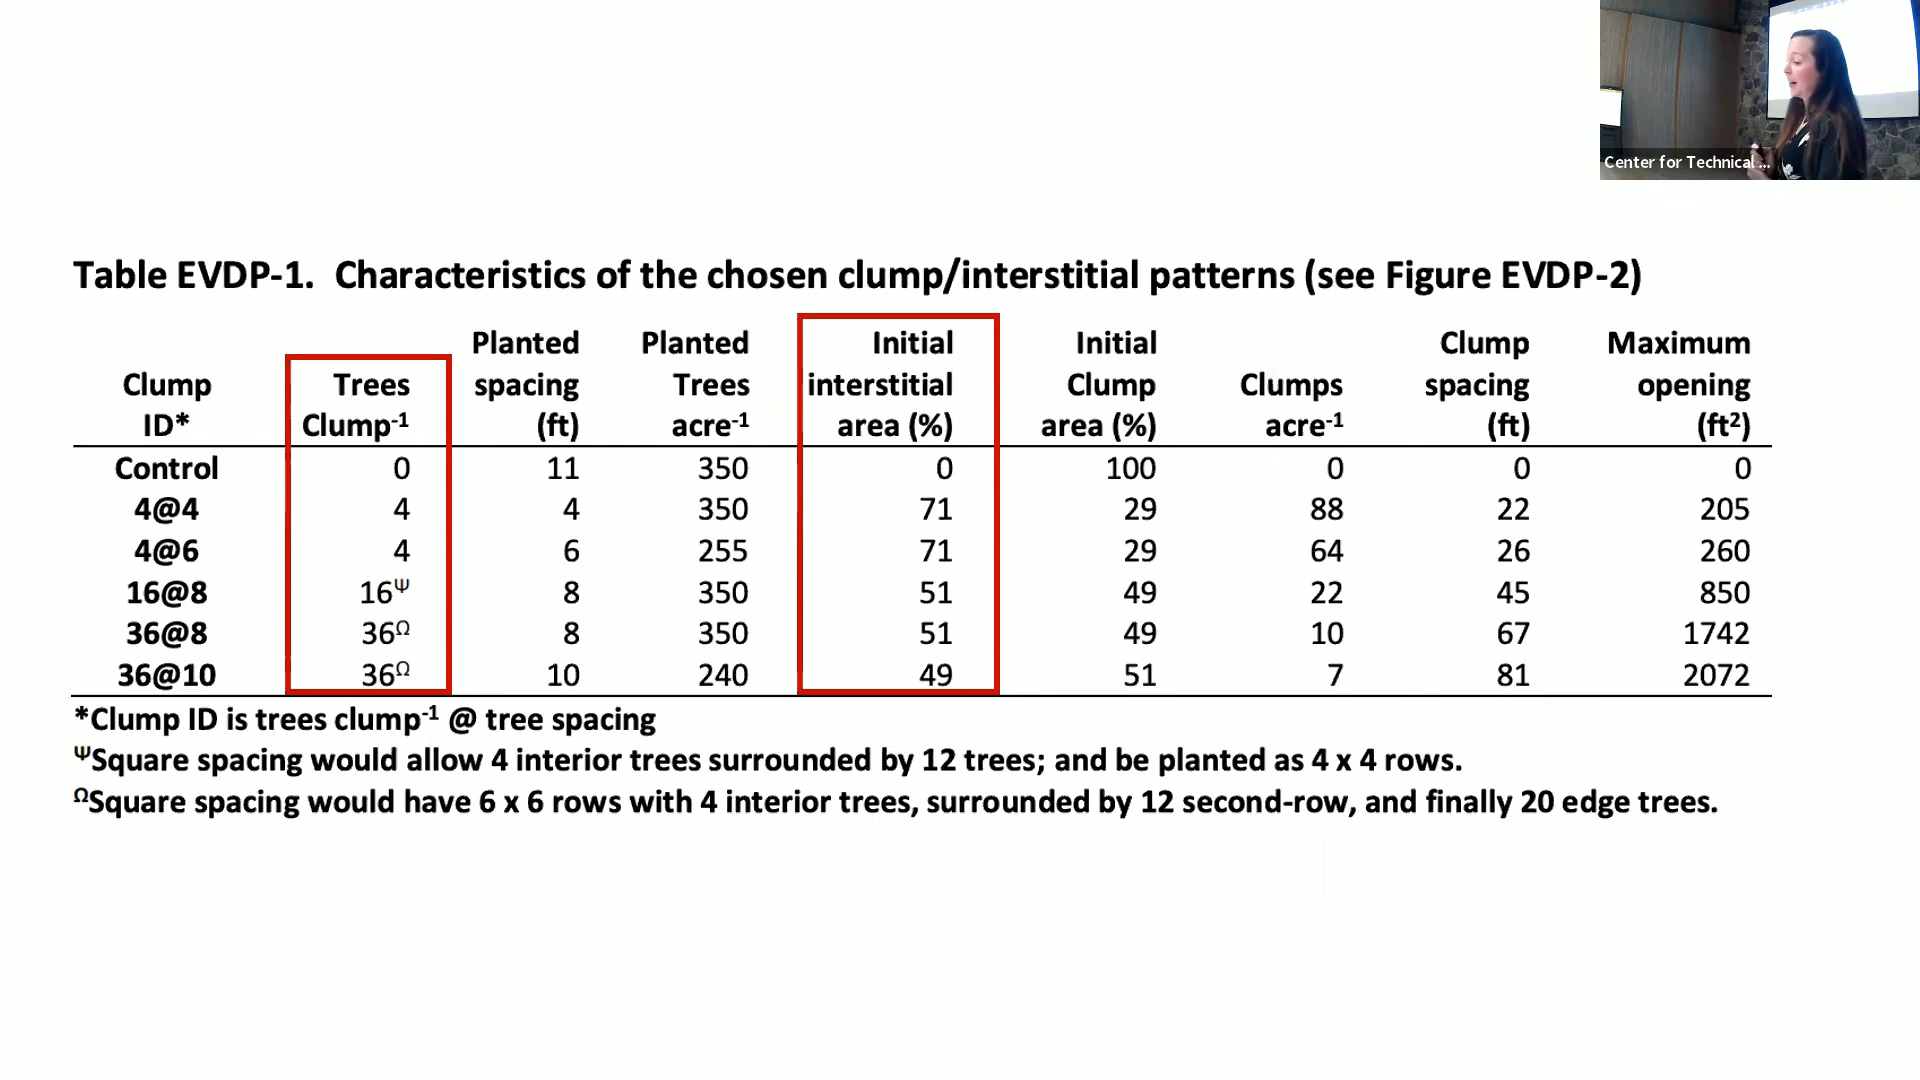 Center for Technical ...
Table EVDP-1. Characteristics of the chosen clump/interstitial patterns (see Figure EVDP-2)
Clump ID* Trees Clump⁻¹ Planted spacing (ft) Planted Trees acre⁻¹ Initial interstitial area (%) Initial Clump area (%) Clumps acre⁻¹ Clump spacing (ft) Maximum opening (ft²)
Control 0 11 350 0 100 0 0 0
4@4 4 4 350 71 29 88 22 205
4@6 4 6 255 71 29 64 26 260
16@8 16Ψ 8 350 51 49 22 45 850
36@8 36Ω 8 350 51 49 10 67 1742
36@10 36Ω 10 240 49 51 7 81 2072
*Clump ID is trees clump⁻¹ @ tree spacing
ΨSquare spacing would allow 4 interior trees surrounded by 12 trees; and be planted as 4 x 4 rows.
ΩSquare spacing would have 6 x 6 rows with 4 interior trees, surrounded by 12 second-row, and finally 20 edge trees.